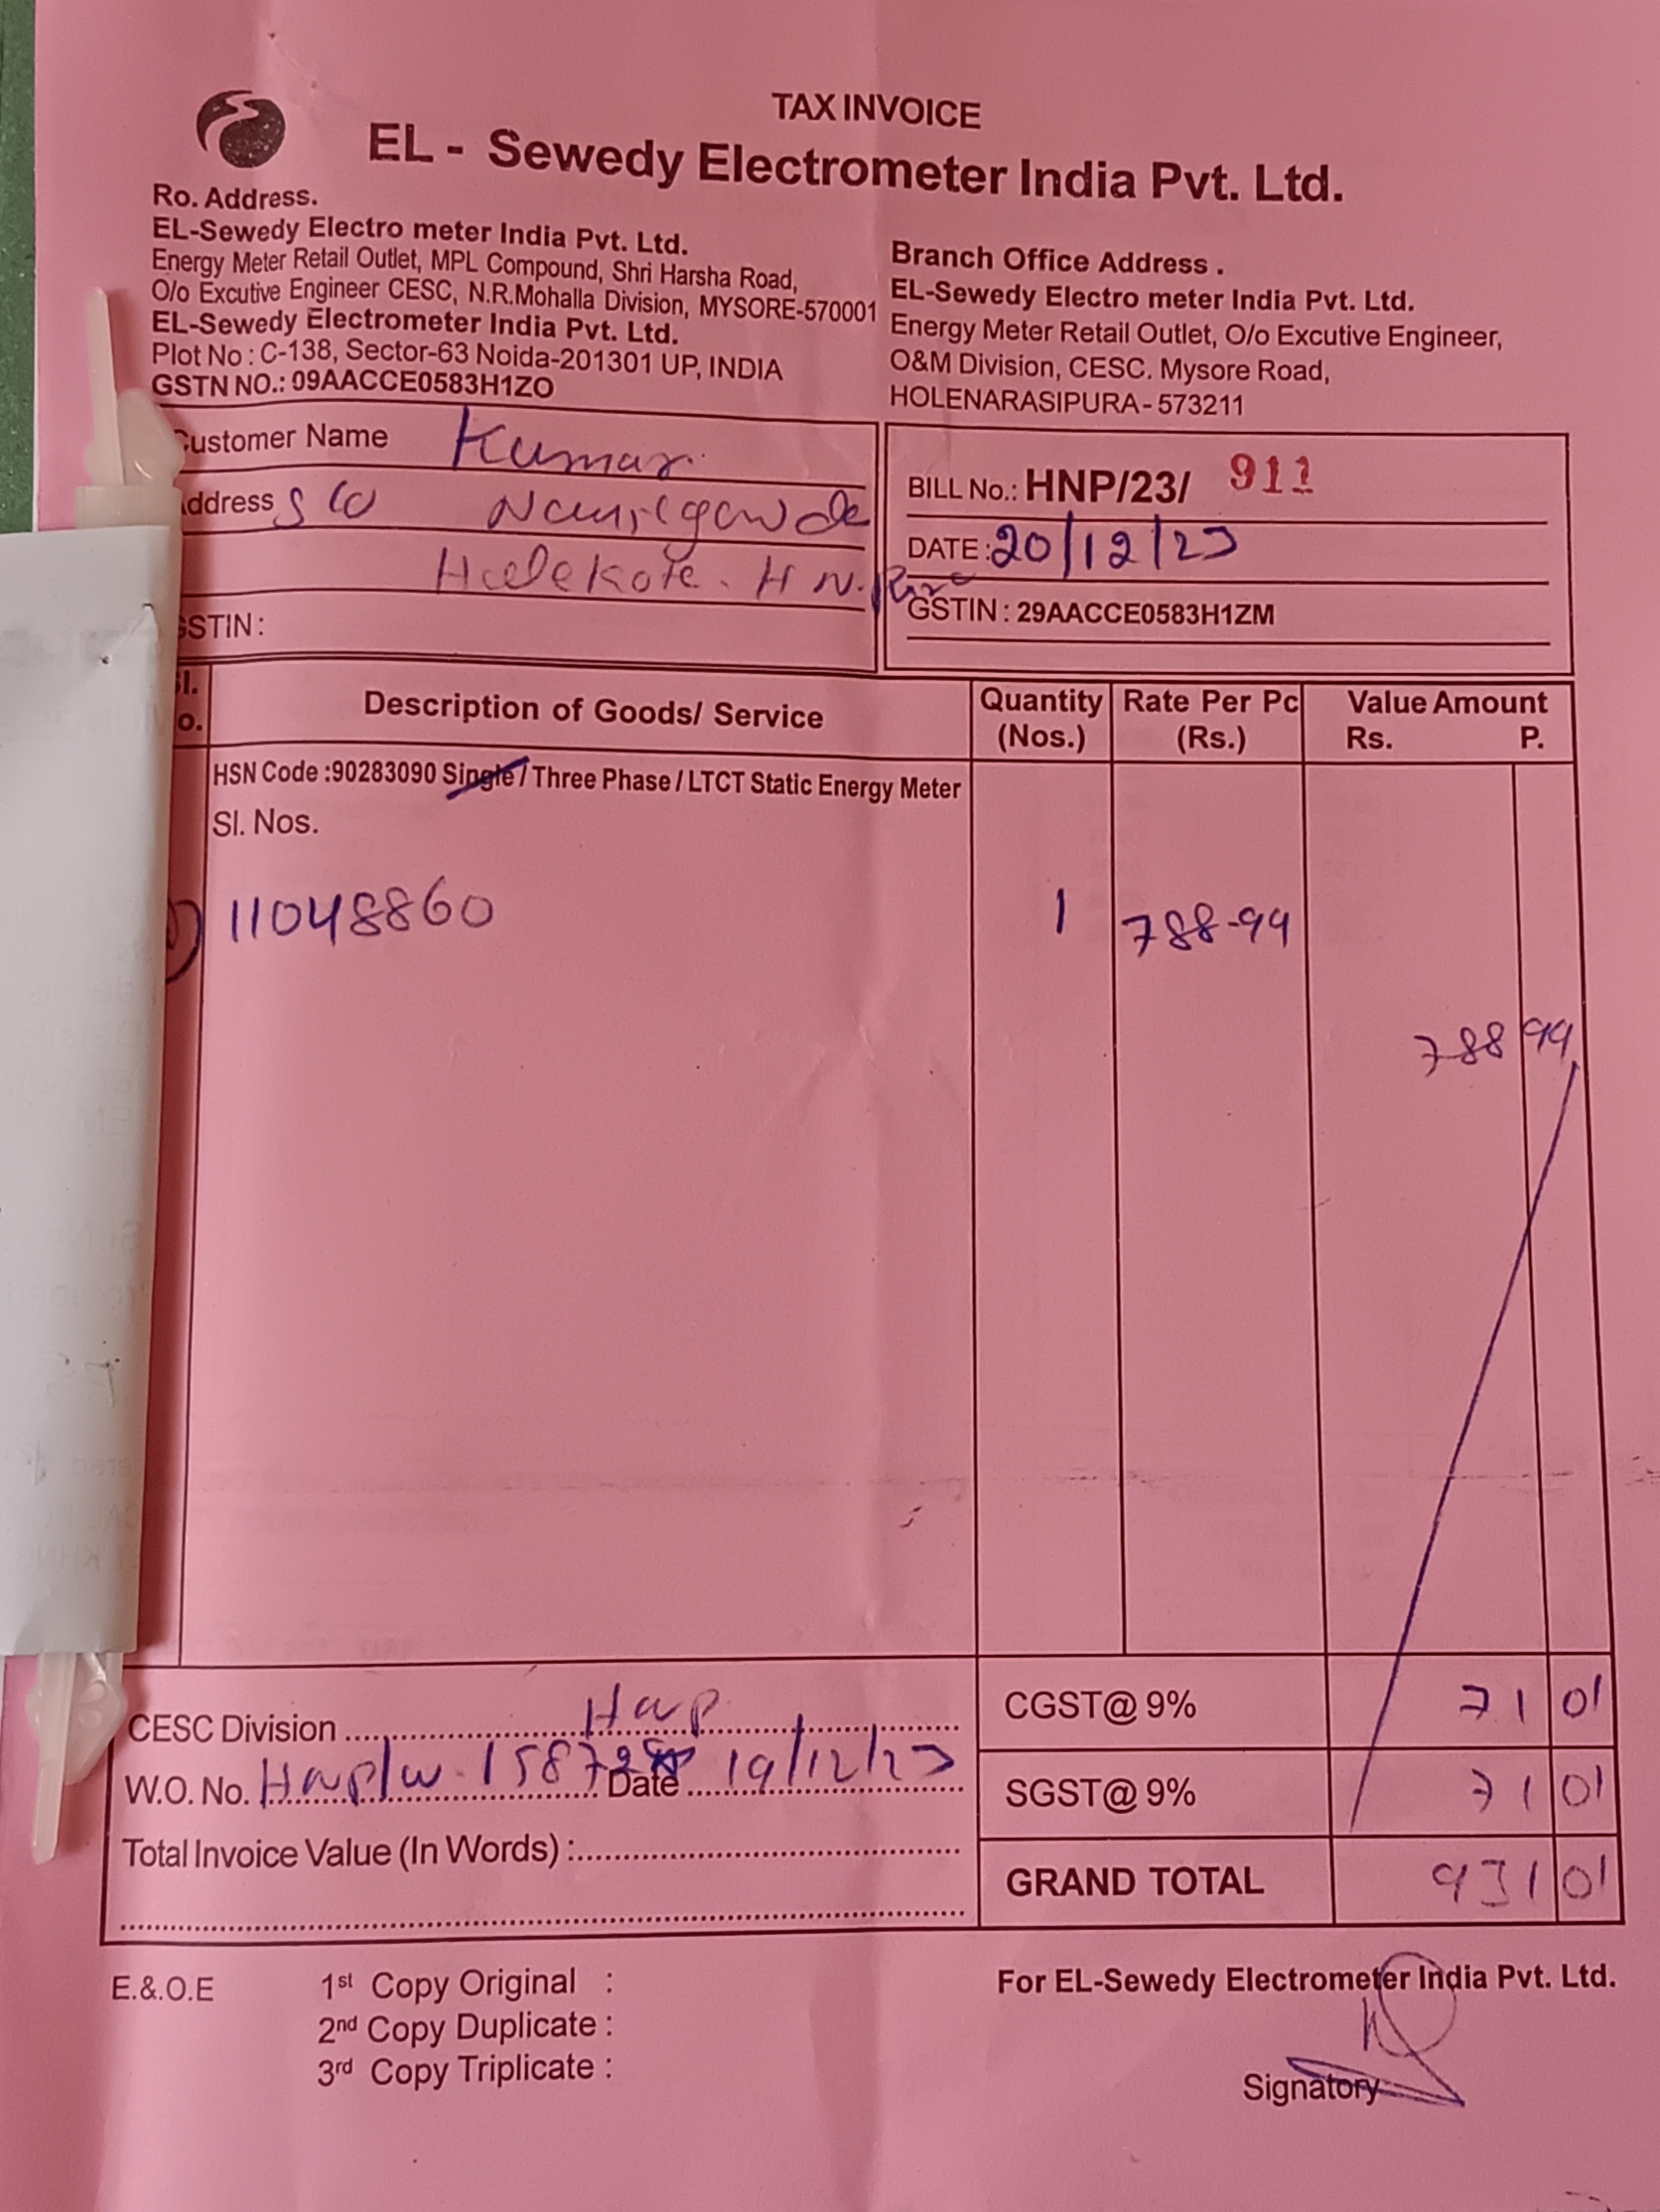 TAX INVOICE
EL - Sewedy Electrometer India Pvt. Ltd.
Ro. Address.
EL-Sewedy Electro meter India Pvt. Ltd.
Energy Meter Retail Outlet, MPL Compound, Shri Harsha Road,
O/o Excutive Engineer CESC, N.R.Mohalla Division, MYSORE-570001
EL-Sewedy Electrometer India Pvt. Ltd.
Plot No : C-138, Sector-63 Noida-201301 UP, INDIA
GSTN NO.: 09AACCE0583H1ZO
Branch Office Address .
EL-Sewedy Electro meter India Pvt. Ltd.
Energy Meter Retail Outlet, O/o Excutive Engineer,
O&M Division, CESC. Mysore Road,
HOLENARASIPURA - 573211
Customer Name Kumar
Address S/O
Halekote. H N. Pura
GSTIN :
BILL No.: HNP/23/ 911
DATE : 20/12/23
GSTIN : 29AACCE0583H1ZM
Sl. No. Description of Goods/ Service Quantity (Nos.) Rate Per Pc (Rs.) Value Amount Rs. P.
HSN Code :90283090 Single / Three Phase / LTCT Static Energy Meter
Sl. Nos.
1) 11048860 1 788-99
788 99
CESC Division Hnp CGST@ 9% 71 01
W.O. No. Hnp/w. Date 19/12/23 SGST@ 9% 71 01
Total Invoice Value (In Words) : GRAND TOTAL 931 01
E.& O.E 1st Copy Original :
2nd Copy Duplicate :
3rd Copy Triplicate :
For EL-Sewedy Electrometer India Pvt. Ltd.
Signatory